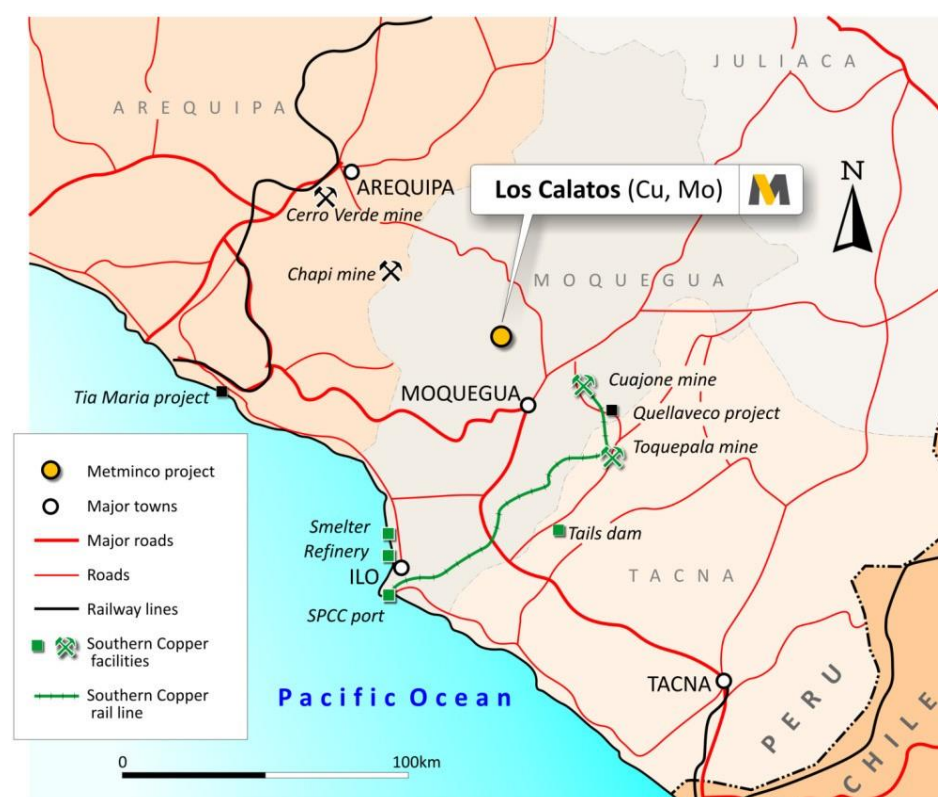 JULIACA
AREQUIPA
N
AREQUIPA
Los Calatos (Cu, Mo)
Cerro Verde mine
Chapi mine
MOQUEGUA
Cuajone mine
Tia Maria project
MOQUEGUA
Quellaveco project
Toquepala mine
Metminco project
Major towns
Major roads
Roads
Railway lines
Southern Copper
facilities
Southern Copper
rail line
Smelter
Refinery
Tails dam
ILO
TACNA
SPCC port
TACNA
PERU
CHILE
Pacific Ocean
0
100km